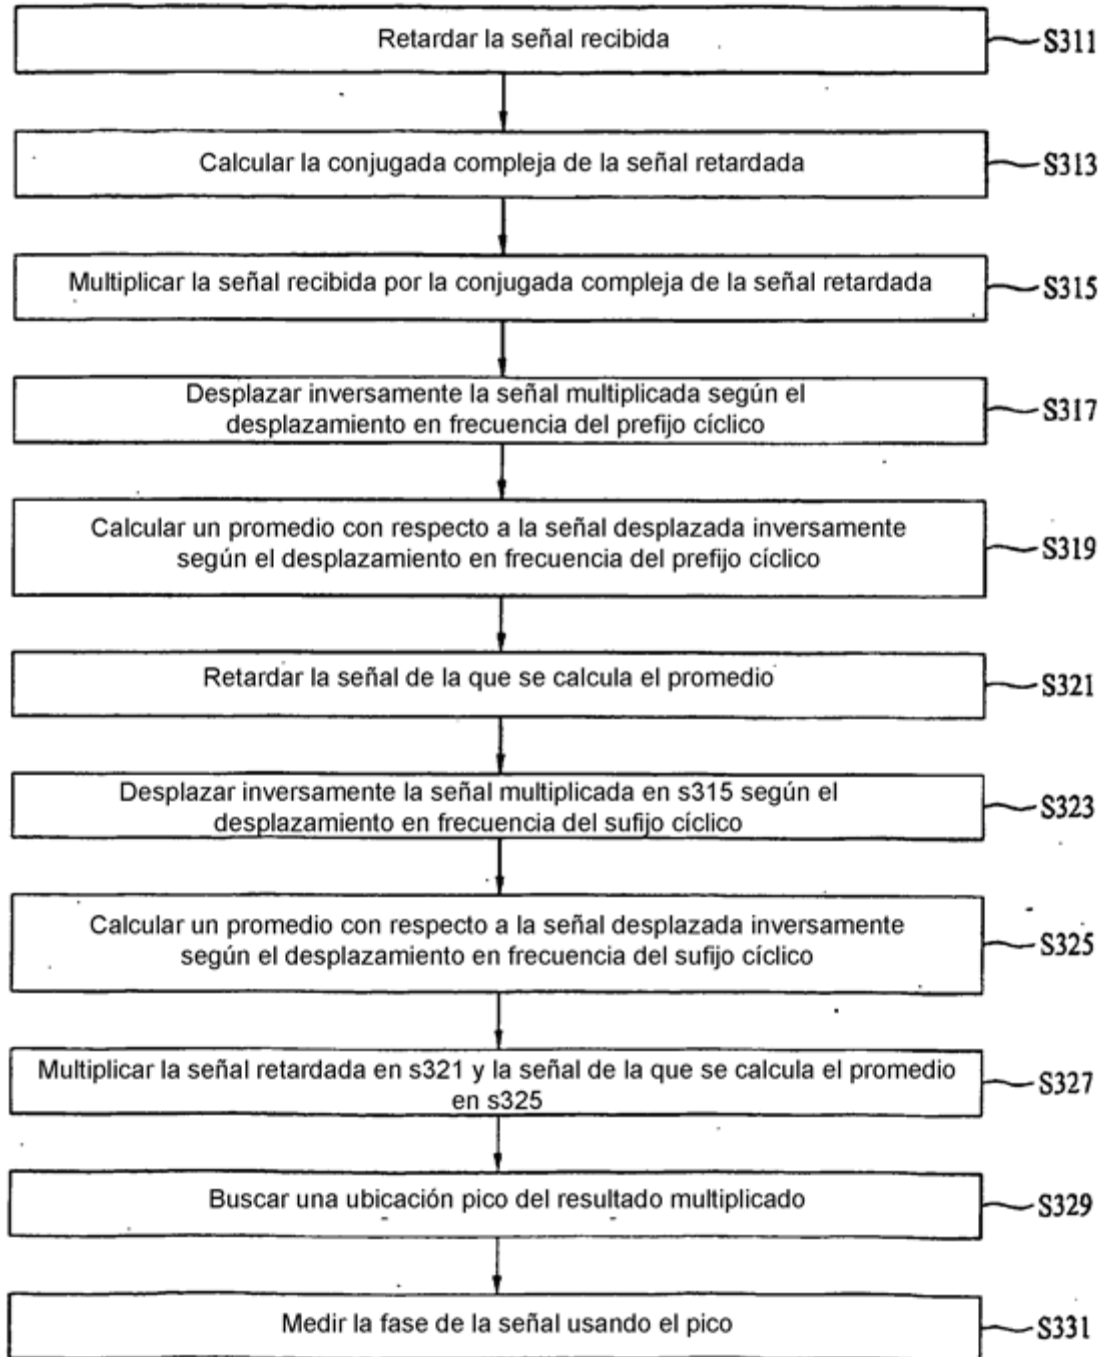 Retardar la señal recibida
S311
Calcular la conjugada compleja de la señal retardada
S313
Multiplicar la señal recibida por la conjugada compleja de la señal retardada
S315
Desplazar inversamente la señal multiplicada según el
desplazamiento en frecuencia del prefijo cíclico
S317
Calcular un promedio con respecto a la señal desplazada inversamente
según el desplazamiento en frecuencia del prefijo cíclico
S319
Retardar la señal de la que se calcula el promedio
S321
Desplazar inversamente la señal multiplicada en s315 según el
desplazamiento en frecuencia del sufijo cíclico
S323
Calcular un promedio con respecto a la señal desplazada inversamente
según el desplazamiento en frecuencia del sufijo cíclico
S325
Multiplicar la señal retardada en s321 y la señal de la que se calcula el promedio
en s325
S327
Buscar una ubicación pico del resultado multiplicado
S329
Medir la fase de la señal usando el pico
S331